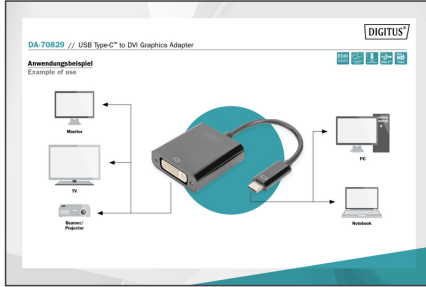 DIGITUS®
DA-70829 // USB Type-C™ to DVI Graphics Adapter
Anwendungsbeispiel
Example of use
Monitor
TV
Beamer/
Projector
PC
Notebook